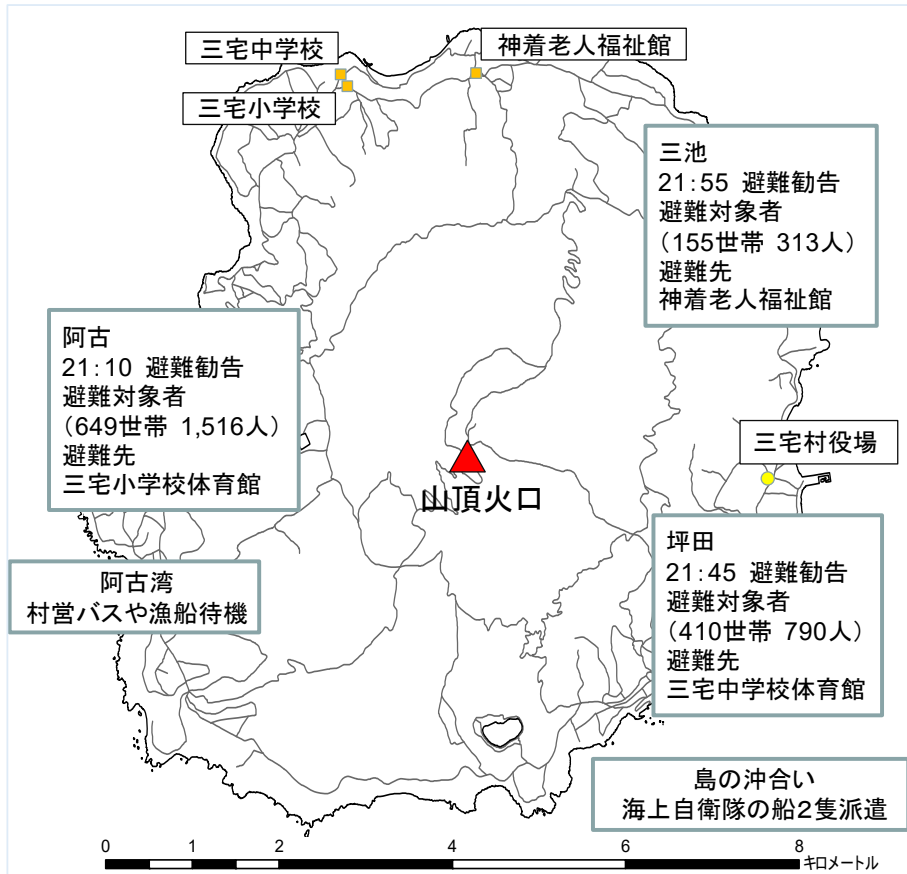 三宅中学校
神着老人福祉館
三宅小学校
三池
21:55 避難勧告
避難対象者
(155世帯 313人)
避難先
神着老人福祉館
阿古
21:10 避難勧告
避難対象者
(649世帯 1,516人)
避難先
三宅小学校体育館
三宅村役場
山頂火口
坪田
21:45 避難勧告
避難対象者
(410世帯 790人)
避難先
三宅中学校体育館
阿古湾
村営バスや漁船待機
島の沖合い
海上自衛隊の船2隻派遣
0 2 4 6 8
キロメートル